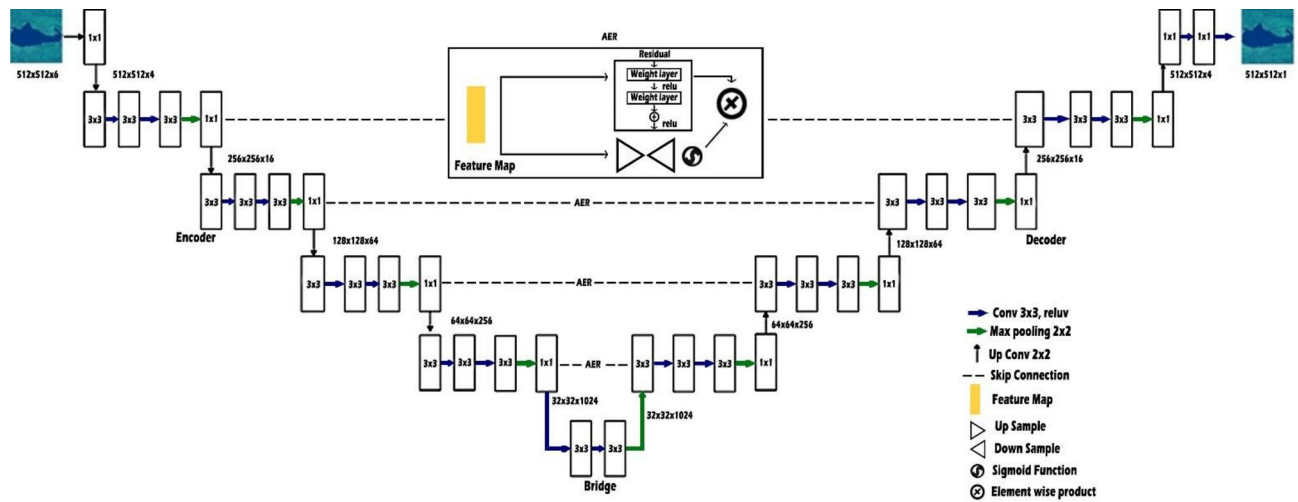 AER
1x1
1x1
1x1
512x512x6
512x512x4
512x512x4
512x512x1
Residual
Weight layer
relu
Weight layer
relu
Feature Map
3x3
3x3
3x3
1x1
3x3
3x3
3x3
1x1
256x256x16
256x256x16
3x3
3x3
3x3
1x1
AER
3x3
3x3
3x3
1x1
Encoder
Decoder
128x128x64
128x128x64
3x3
3x3
3x3
1x1
AER
3x3
3x3
3x3
1x1
64x64x256
64x64x256
3x3
3x3
3x3
1x1
AER
3x3
3x3
3x3
1x1
32x32x1024
32x32x1024
3x3
3x3
Bridge
Conv 3x3, reluv
Max pooling 2x2
Up Conv 2x2
Skip Connection
Feature Map
Up Sample
Down Sample
Sigmoid Function
Element wise product